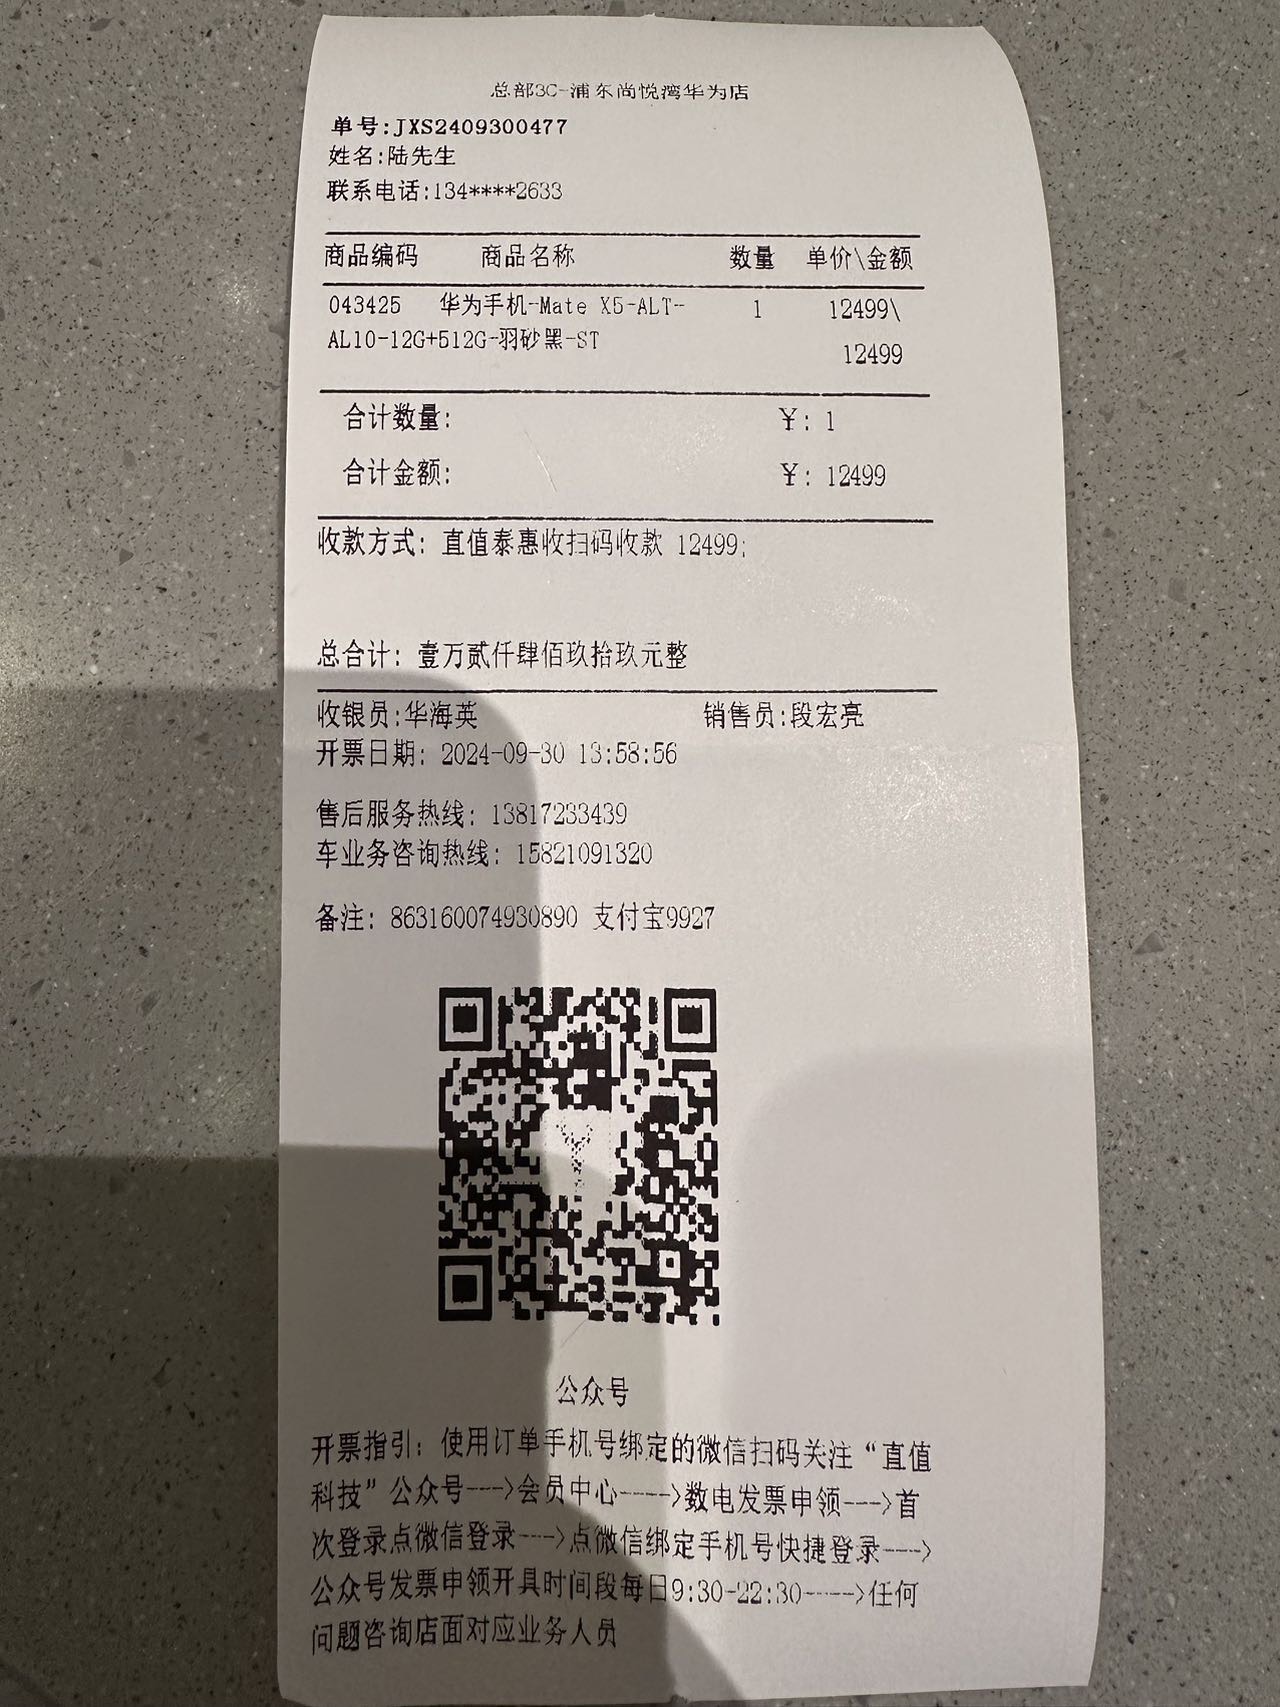 总部3C-浦东尚悦湾华为店
单号:JXS2409300477
姓名:陆先生
联系电话:134****2633
商品编码 商品名称 数量 单价\金额
043425 华为手机-Mate X5-ALT- 1 12499\
AL10-12G+512G-羽砂黑-ST 12499
合计数量: ¥: 1
合计金额: ¥: 12499
收款方式: 直值泰惠收扫码收款 12499;
总合计: 壹万贰仟肆佰玖拾玖元整
收银员:华海英 销售员:段宏亮
开票日期: 2024-09-30 13:58:56
售后服务热线: 13817233439
车业务咨询热线: 15821091320
备注: 863160074930890 支付宝9927
公众号
开票指引: 使用订单手机号绑定的微信扫码关注“直值
科技”公众号--->会员中心---->数电发票申领--->首
次登录点微信登录--->点微信绑定手机号快捷登录--->
公众号发票申领开具时间段每日9:30-22:30---->任何
问题咨询店面对应业务人员